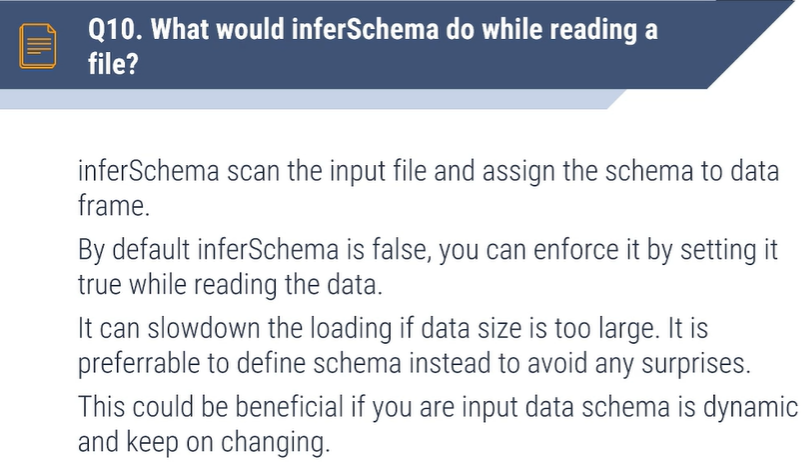 Q10. What would inferSchema do while reading a
file?
inferSchema scan the input file and assign the schema to data
frame.
By default inferSchema is false, you can enforce it by setting it
true while reading the data.
It can slowdown the loading if data size is too large. It is
preferrable to define schema instead to avoid any surprises.
This could be beneficial if you are input data schema is dynamic
and keep on changing.